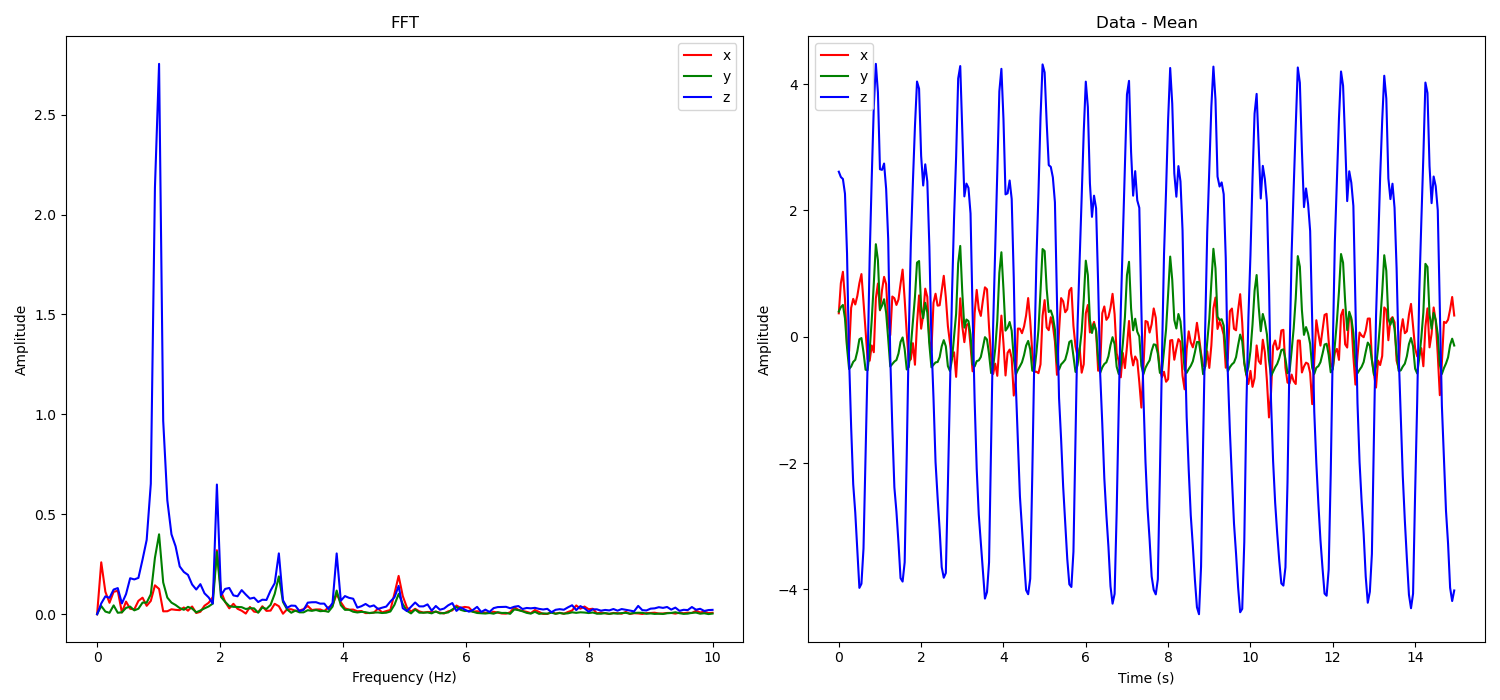 FFT
x
y
z
2.5
2.0
1.5
1.0
0.5
0.0
Amplitude
0 2 4 6 8 10
Frequency (Hz)
Data - Mean
x
y
z
4
2
0
−2
−4
Amplitude
0 2 4 6 8 10 12 14
Time (s)